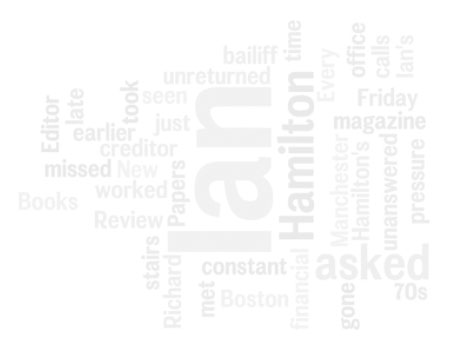 bailiff
time
office
calls
Ian's
unreturned
Every
Editor
late
took
seen
Friday
just
magazine
earlier
creditor
Ian
Hamilton
missed
New
Manchester
Hamilton's
unanswered
pressure
worked
Papers
Books
Review
stairs
Richard
constant
financial
asked
met
Boston
gone
70s